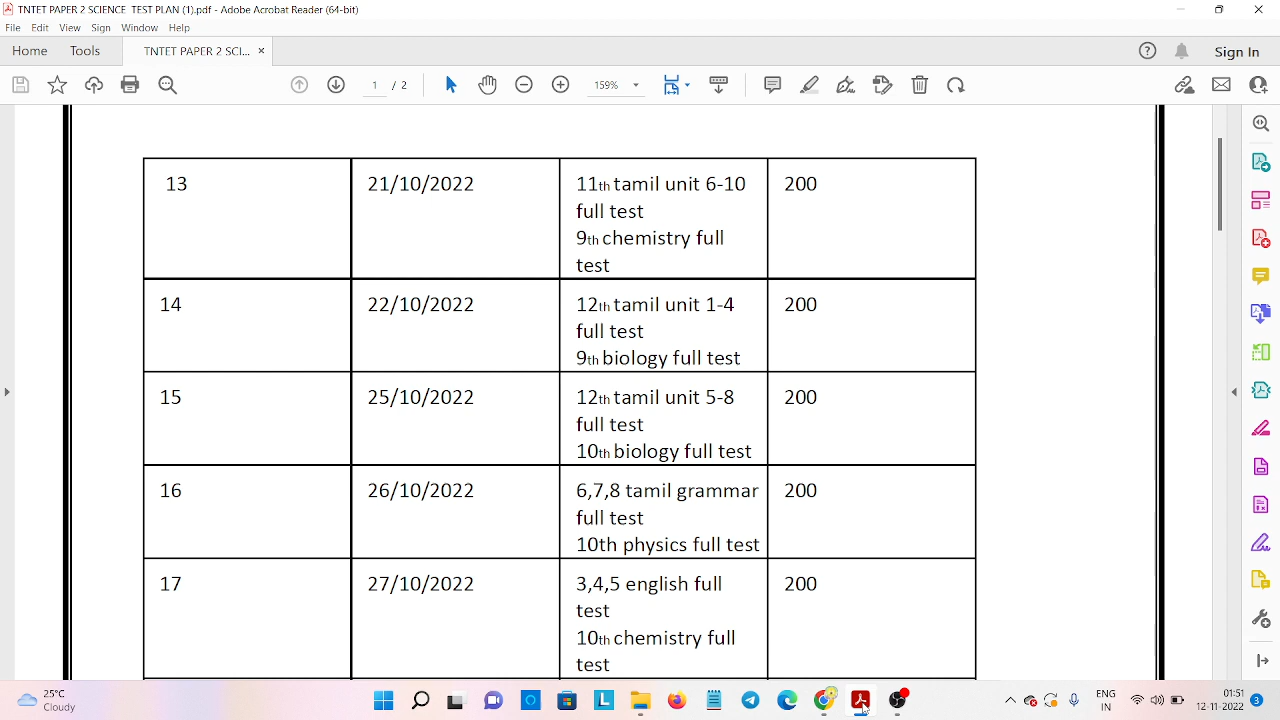 TNTET PAPER 2 SCIENCE TEST PLAN (1).pdf - Adobe Acrobat Reader (64-bit)
File Edit View Sign Window Help
Home Tools TNTET PAPER 2 SCI... × Sign In
1 / 2 159%
13 21/10/2022 11th tamil unit 6-10 200
full test
9th chemistry full
test
14 22/10/2022 12th tamil unit 1-4 200
full test
9th biology full test
15 25/10/2022 12th tamil unit 5-8 200
full test
10th biology full test
16 26/10/2022 6,7,8 tamil grammar 200
full test
10th physics full test
17 27/10/2022 3,4,5 english full 200
test
10th chemistry full
test
25°C
Cloudy
ENG
IN
01:51
12-11-2022
3